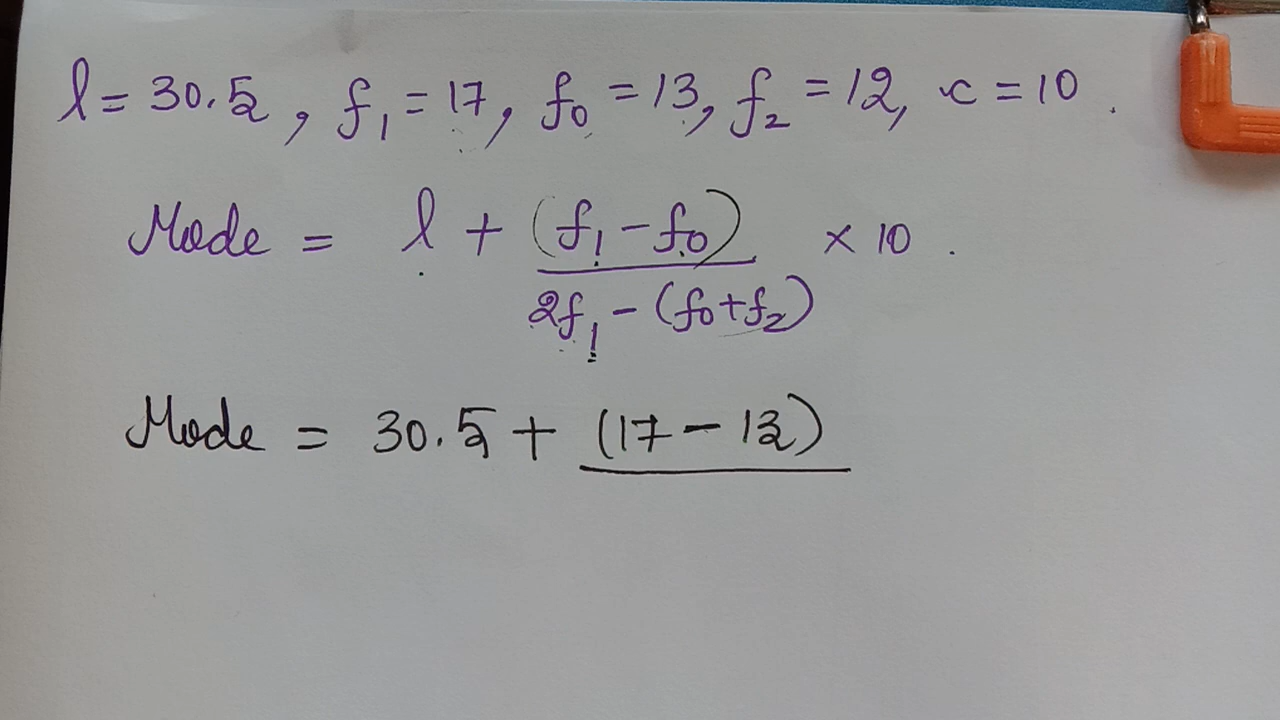 l = 30.5, f₁ = 17, f₀ = 13, f₂ = 12, c = 10.
Mode = l + (f₁ - f₀) / 2f₁ - (f₀ + f₂) × 10.
Mode = 30.5 + (17 - 13)